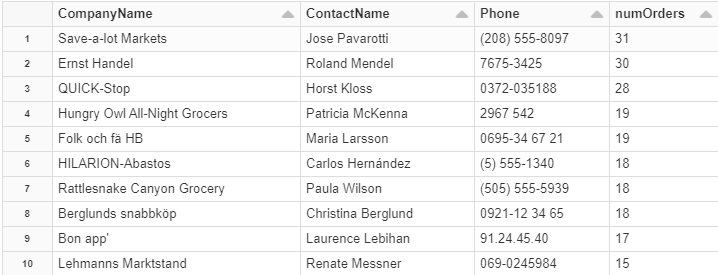 CompanyName ContactName Phone numOrders
1 Save-a-lot Markets Jose Pavarotti (208) 555-8097 31
2 Ernst Handel Roland Mendel 7675-3425 30
3 QUICK-Stop Horst Kloss 0372-035188 28
4 Hungry Owl All-Night Grocers Patricia McKenna 2967 542 19
5 Folk och fä HB Maria Larsson 0695-34 67 21 19
6 HILARION-Abastos Carlos Hernández (5) 555-1340 18
7 Rattlesnake Canyon Grocery Paula Wilson (505) 555-5939 18
8 Berglunds snabbköp Christina Berglund 0921-12 34 65 18
9 Bon app' Laurence Lebihan 91.24.45.40 17
10 Lehmanns Marktstand Renate Messner 069-0245984 15